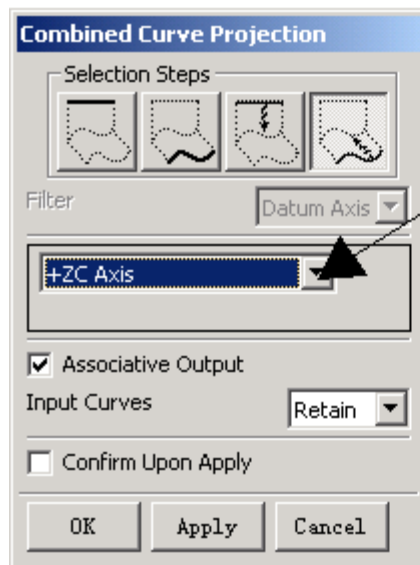 Combined Curve Projection
Selection Steps
Filter Datum Axis
+ZC Axis
Associative Output
Input Curves Retain
Confirm Upon Apply
OK Apply Cancel